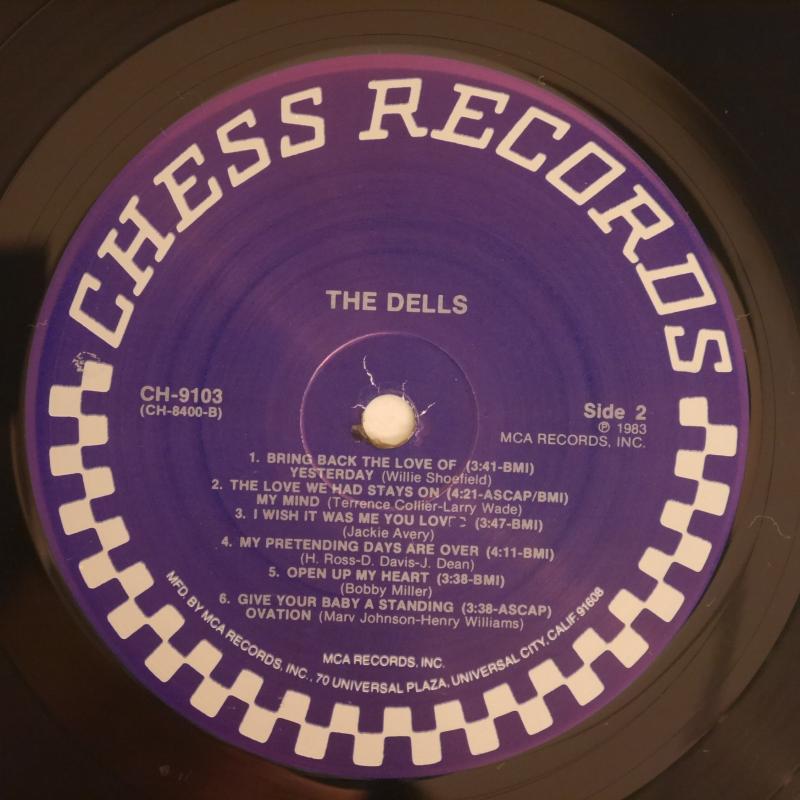 CHESS RECORDS
THE DELLS
CH-9103
(CH-8400-B)
Side 2
℗ 1983
MCA RECORDS, INC.
1. BRING BACK THE LOVE OF (3:41-BMI)
YESTERDAY (Willie Shoefield)
2. THE LOVE WE HAD STAYS ON (4:21-ASCAP/BMI)
MY MIND (Terrence Collier-Larry Wade)
3. I WISH IT WAS ME YOU (3:47-BMI)
(Jackie Avery)
4. MY PRETENDING DAYS ARE OVER (4:11-BMI)
(H. Ross-D. Davis-J. Dean)
5. OPEN UP MY HEART (3:38-BMI)
(Bobby Miller)
6. GIVE YOUR BABY A STANDING (3:38-ASCAP)
OVATION (Marv Johnson-Henry Williams)
MCA RECORDS, INC.
MFD. BY MCA RECORDS, INC., 70 UNIVERSAL PLAZA, UNIVERSAL CITY, CALIF. 91608